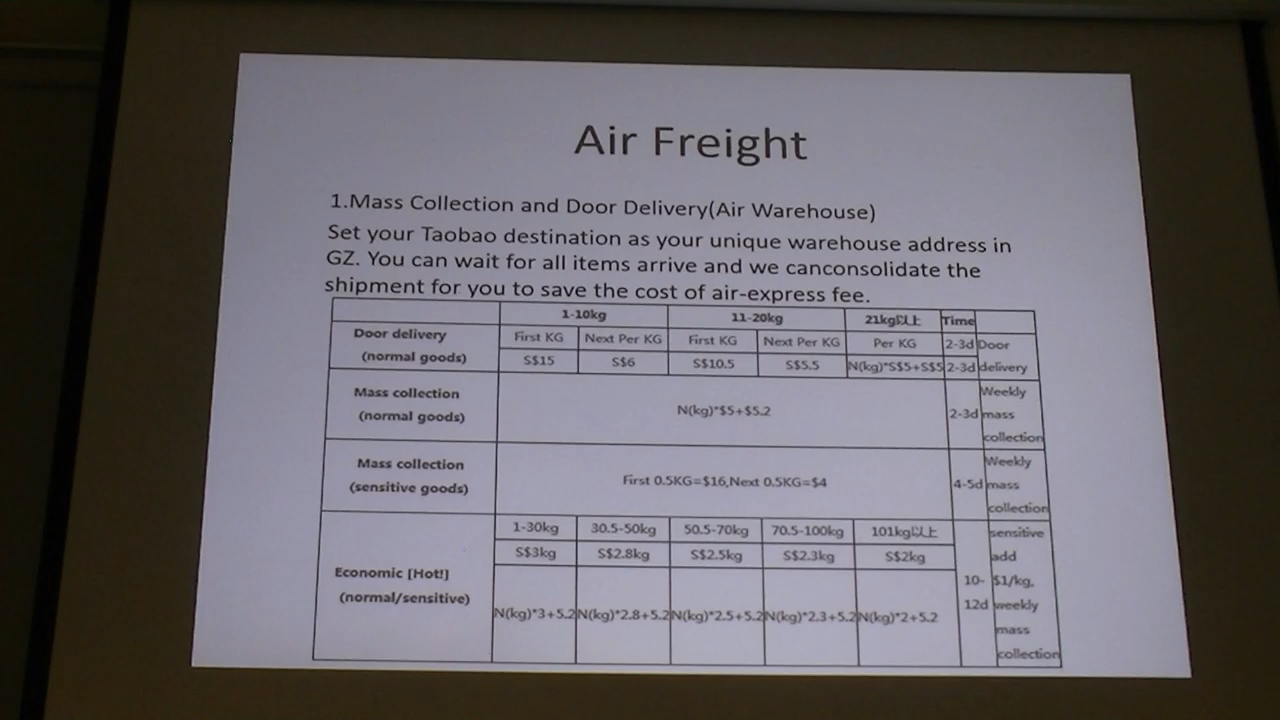 Air Freight
1.Mass Collection and Door Delivery(Air Warehouse)
Set your Taobao destination as your unique warehouse address in
GZ. You can wait for all items arrive and we canconsolidate the
shipment for you to save the cost of air-express fee.
1-10kg 11-20kg 21kg以上 Time
Door delivery
(normal goods)
First KG Next Per KG First KG Next Per KG Per KG 2-3d Door
S$15 S$6 S$10.5 S$5.5 N(kg)*S$5+S$5 2-3d delivery
Mass collection
(normal goods)
N(kg)*$5+$5.2
2-3d
Weekly
mass
collection
Mass collection
(sensitive goods)
First 0.5KG=$16,Next 0.5KG=$4
4-5d
Weekly
mass
collection
Economic [Hot!]
(normal/sensitive)
1-30kg 30.5-50kg 50.5-70kg 70.5-100kg 101kg以上
S$3kg S$2.8kg S$2.5kg S$2.3kg S$2kg
N(kg)*3+5.2 N(kg)*2.8+5.2 N(kg)*2.5+5.2 N(kg)*2.3+5.2 N(kg)*2+5.2
10-
12d
sensitive
add
$1/kg,
weekly
mass
collection